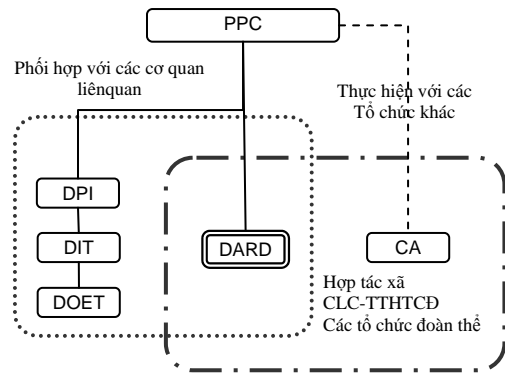 PPC
Phối hợp với các cơ quan
liênquan
Thực hiện với các
Tổ chức khác
DPI
DIT
DOET
DARD
CA
Hợp tác xã
CLC-TTHTCĐ
Các tổ chức đoàn thể